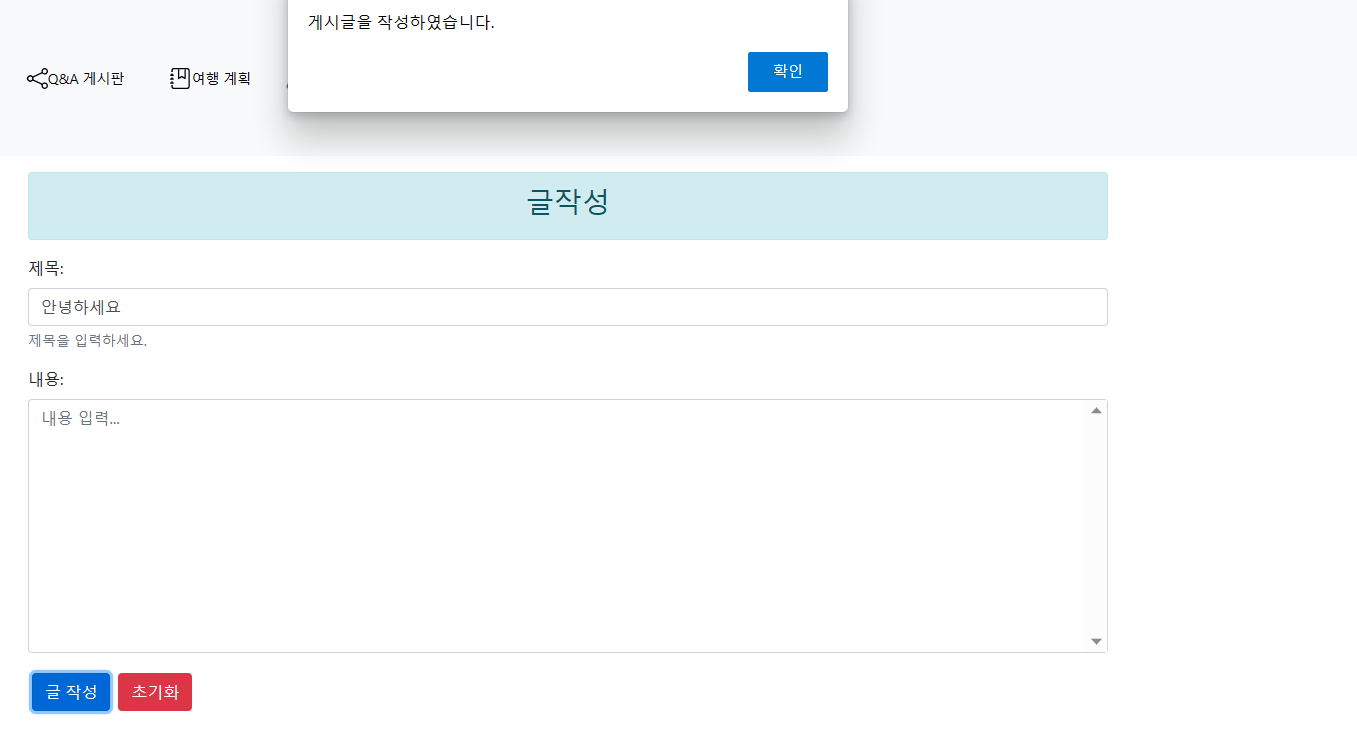 게시글을 작성하였습니다.
확인
Q&A 게시판 여행 계획
글작성
제목:
안녕하세요
제목을 입력하세요.
내용:
내용 입력...
글 작성 초기화